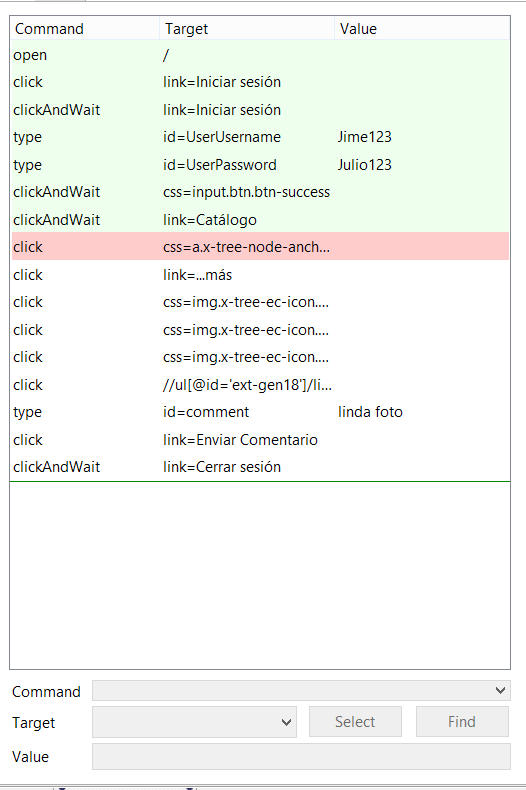 Command Target Value
open /
click link=Iniciar sesión
clickAndWait link=Iniciar sesión
type id=UserUsername Jime123
type id=UserPassword Julio123
clickAndWait css=input.btn.btn-success
clickAndWait link=Catálogo
click css=a.x-tree-node-anch...
click link=...más
click css=img.x-tree-ec-icon....
click css=img.x-tree-ec-icon....
click css=img.x-tree-ec-icon....
click //ul[@id='ext-gen18']/li...
type id=comment linda foto
click link=Enviar Comentario
clickAndWait link=Cerrar sesión
Command
Target Select Find
Value